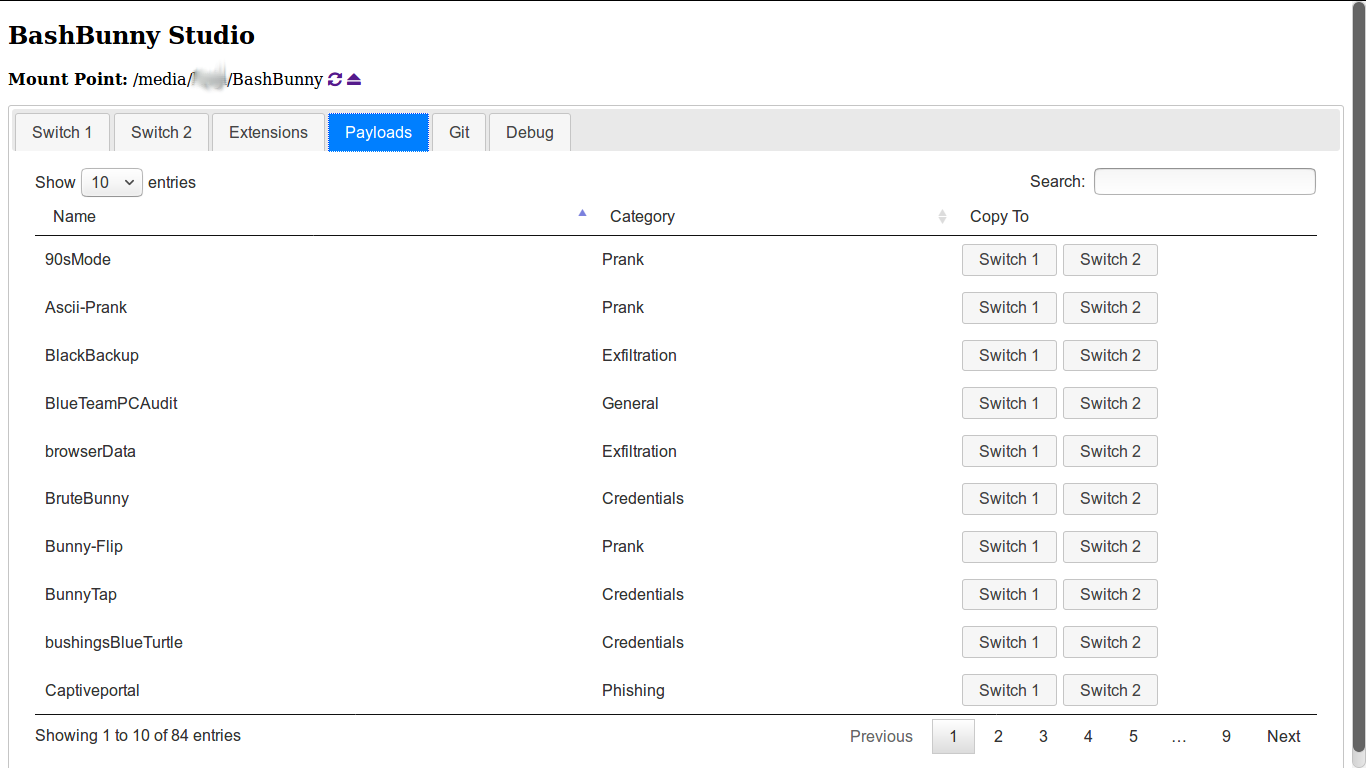 BashBunny Studio
Mount Point: /media/ /BashBunny
Switch 1 Switch 2 Extensions Payloads Git Debug
Show 10 entries Search:
Name Category Copy To
90sMode Prank Switch 1 Switch 2
Ascii-Prank Prank Switch 1 Switch 2
BlackBackup Exfiltration Switch 1 Switch 2
BlueTeamPCAudit General Switch 1 Switch 2
browserData Exfiltration Switch 1 Switch 2
BruteBunny Credentials Switch 1 Switch 2
Bunny-Flip Prank Switch 1 Switch 2
BunnyTap Credentials Switch 1 Switch 2
bushingsBlueTurtle Credentials Switch 1 Switch 2
Captiveportal Phishing Switch 1 Switch 2
Showing 1 to 10 of 84 entries Previous 1 2 3 4 5 … 9 Next